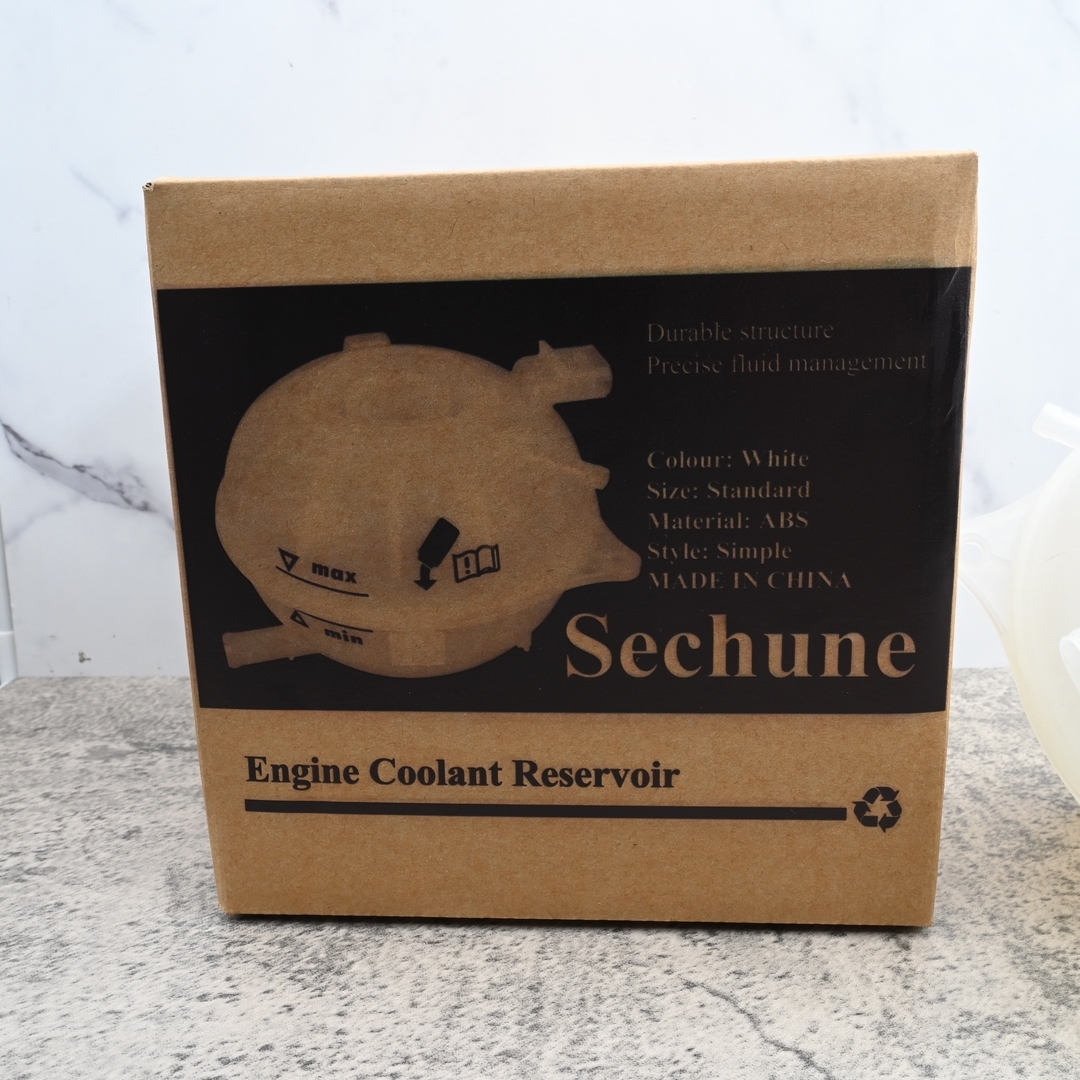 Durable structure
Precise fluid management
Colour: White
Size: Standard
Material: ABS
Style: Simple
MADE IN CHINA
max
min
Sechune
Engine Coolant Reservoir